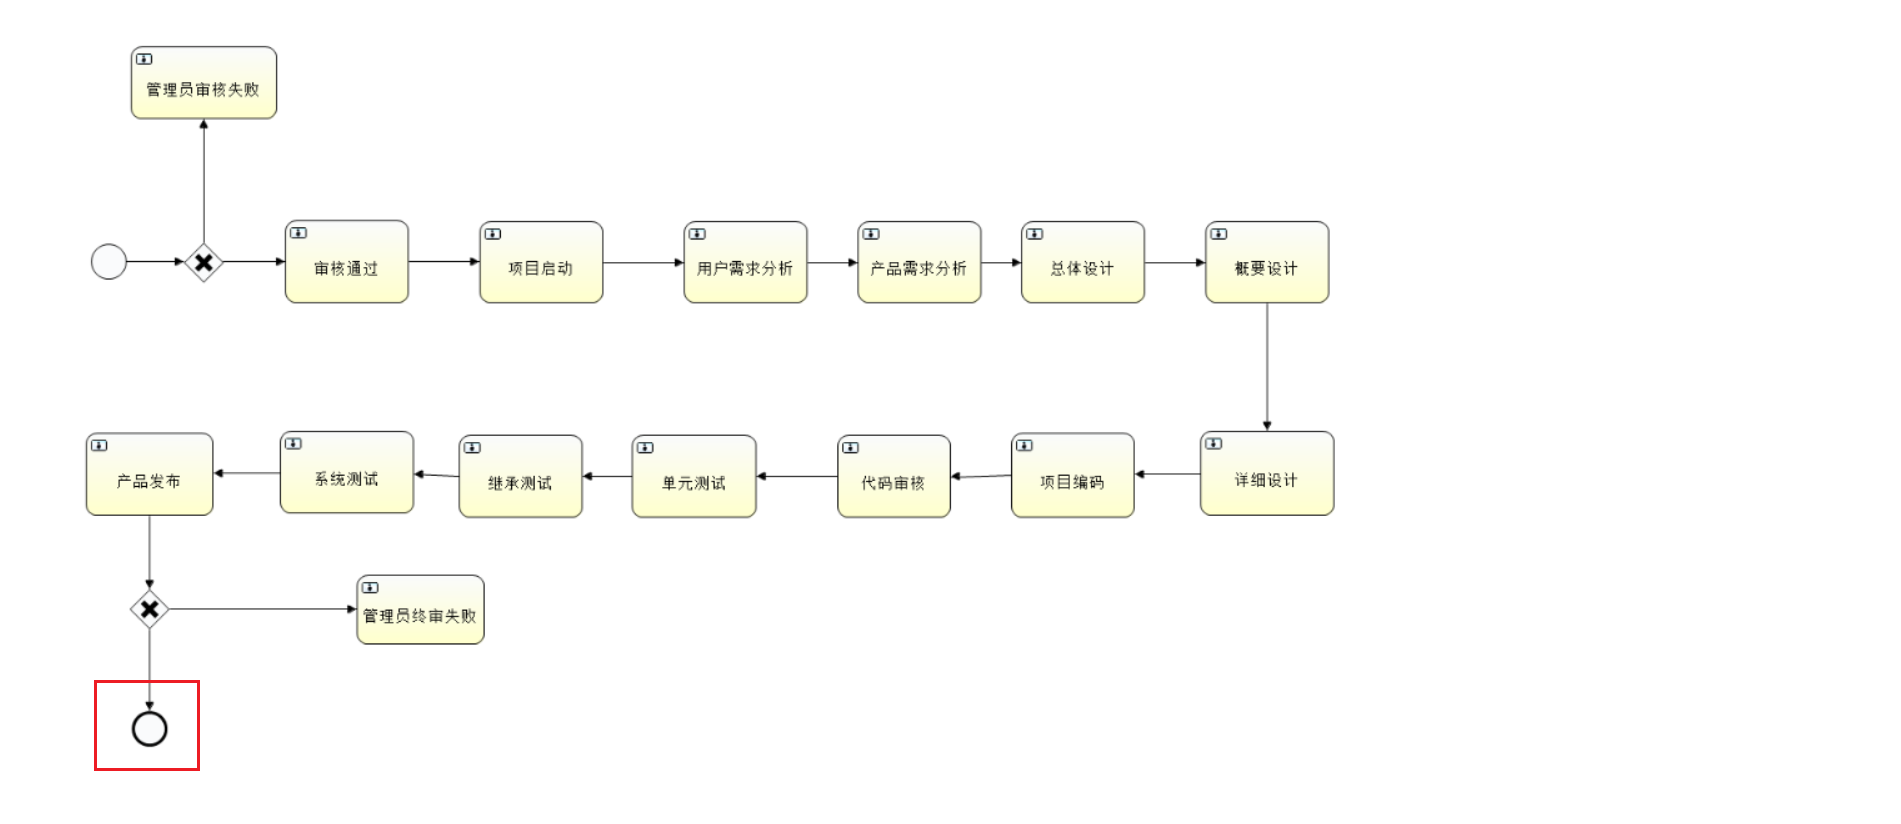 管理员审核失败
审核通过
项目启动
用户需求分析
产品需求分析
总体设计
概要设计
详细设计
项目编码
代码审核
单元测试
继承测试
系统测试
产品发布
管理员终审失败